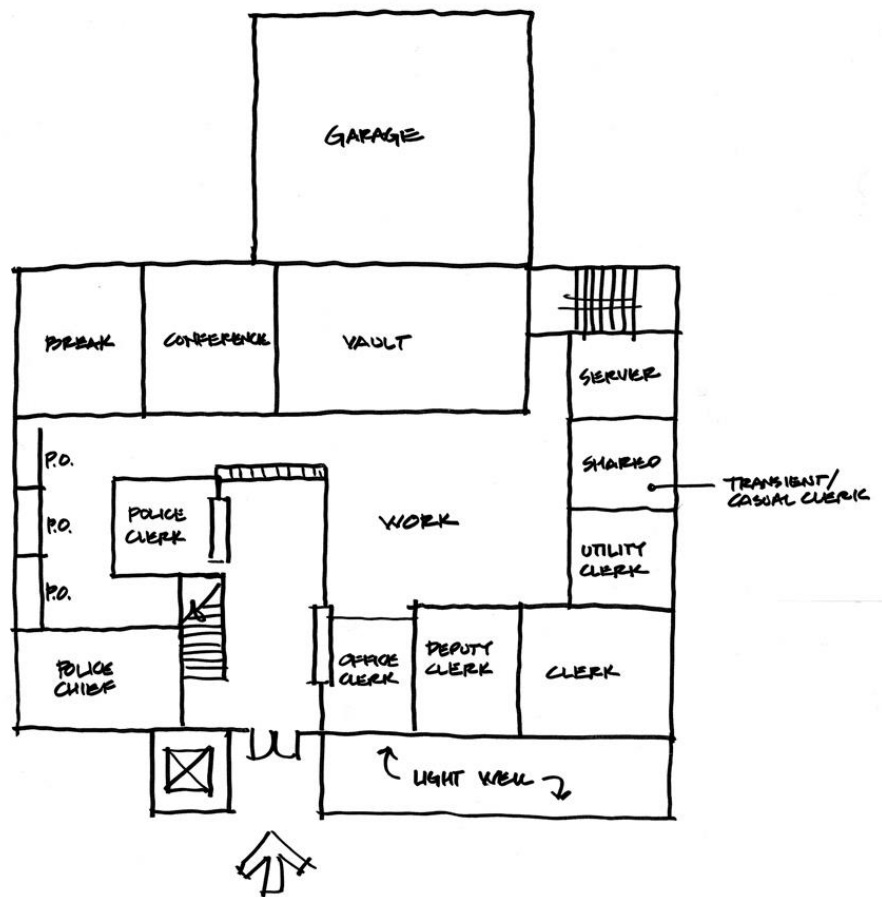 GARAGE
BREAK
CONFERENCE
VAULT
SERVER
SHARED
TRANSIENT/
CASUAL CLERK
P.O.
POLICE
CLERK
P.O.
WORK
UTILITY
CLERK
P.O.
POLICE
CHIEF
OFFICE
CLERK
DEPUTY
CLERK
CLERK
LIGHT WELL